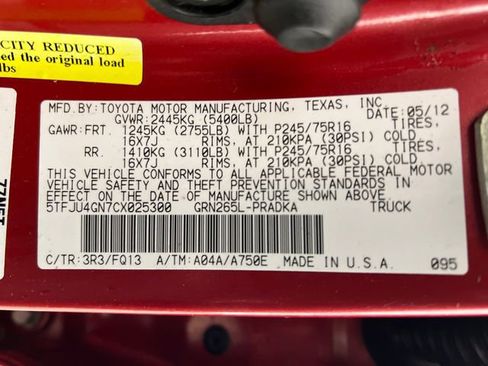 CITY REDUCED
ed the original load
lbs
MFD.BY:TOYOTA MOTOR MANUFACTURING, TEXAS, INC.
GVWR:2445KG (5400LB) DATE:05/12
GAWR:FRT. 1245KG (2755LB) WITH P245/75R16 TIRES,
16X7J RIMS, AT 210KPA (30PSI) COLD
RR. 1410KG (3110LB) WITH P245/75R16 TIRES,
16X7J RIMS, AT 210KPA (30PSI) COLD
THIS VEHICLE CONFORMS TO ALL APPLICABLE FEDERAL MOTOR
VEHICLE SAFETY AND THEFT PREVENTION STANDARDS IN
EFFECT ON THE DATE OF MANUFACTURE SHOWN ABOVE.
5TFJU4GN7CX025300 GRN265L-PRADKA TRUCK
C/TR:3R3/FQ13 A/TM:A04A/A750E MADE IN U.S.A. 095